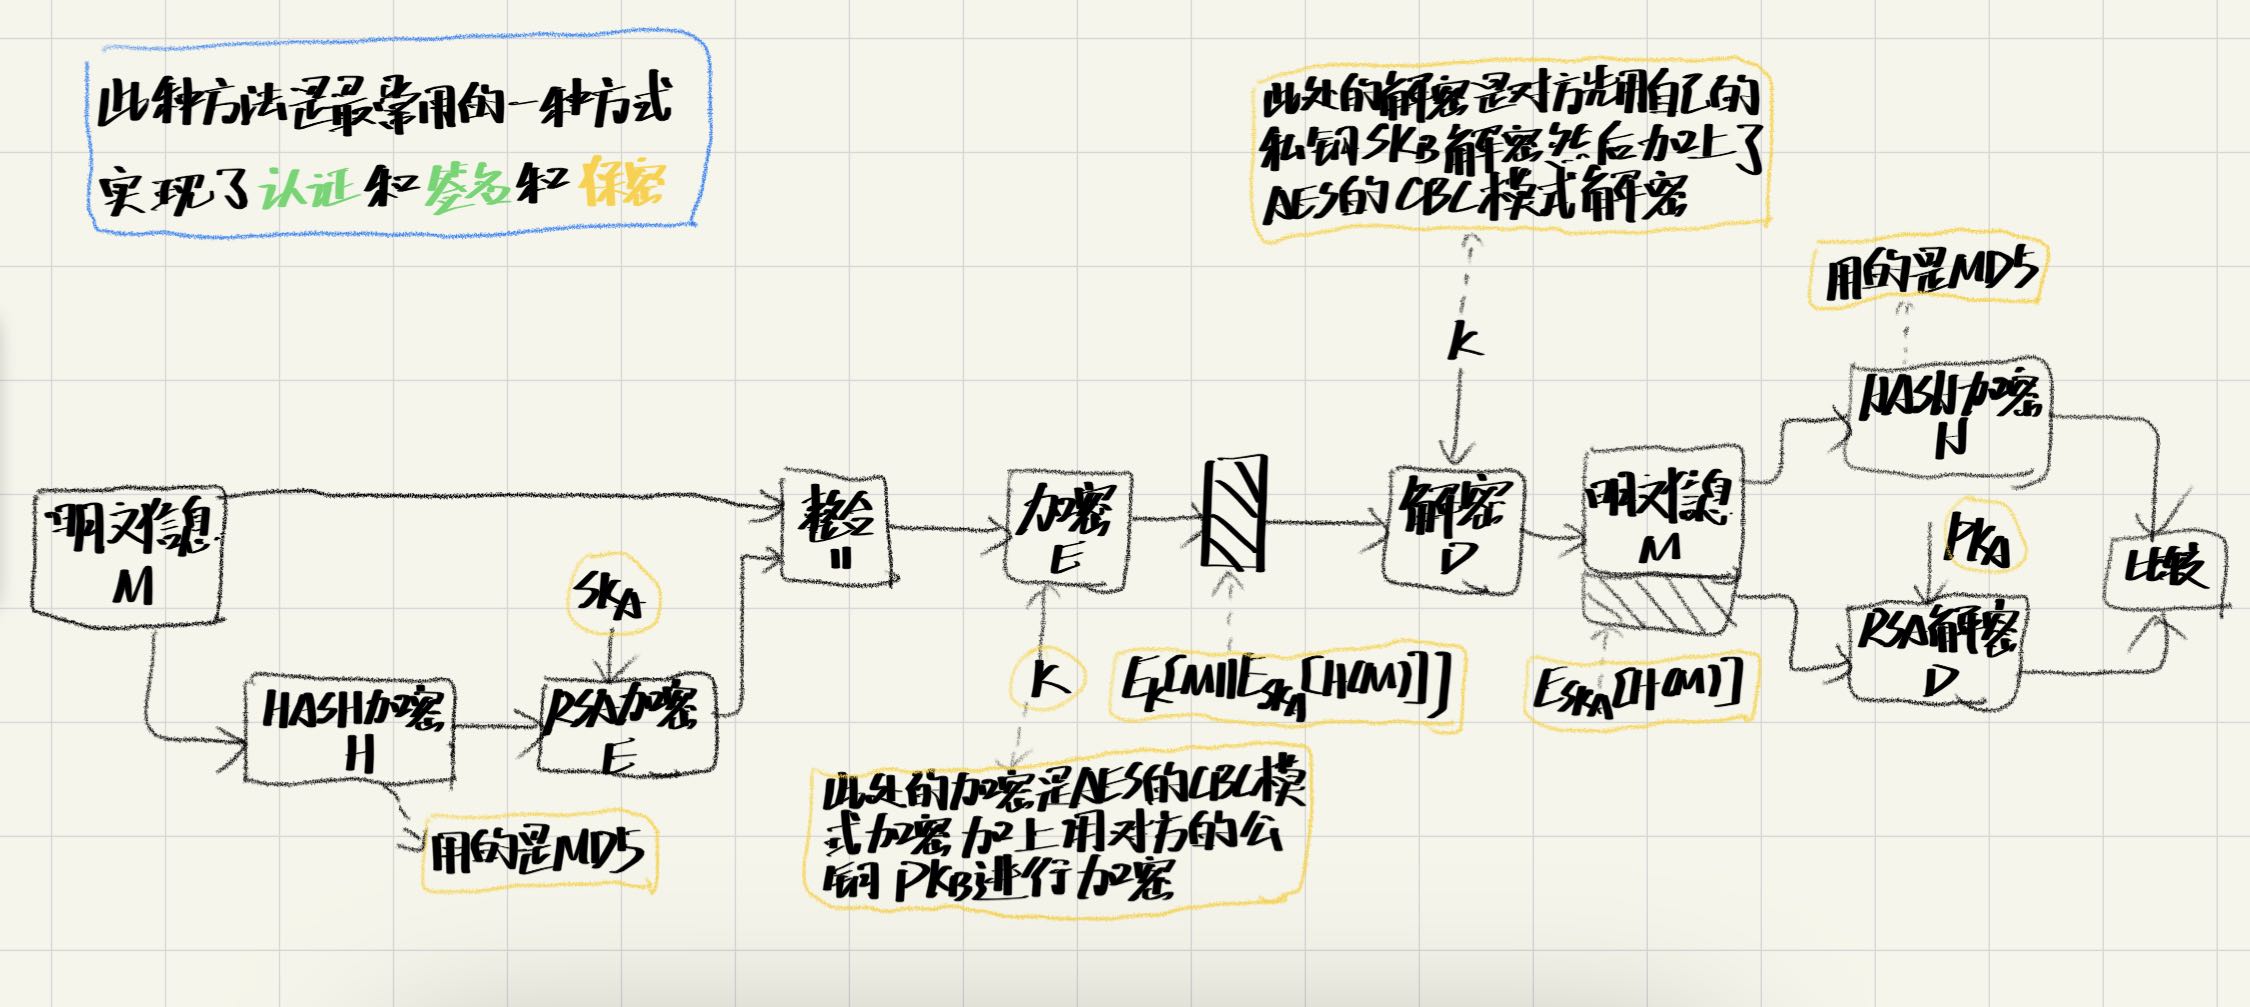 此种方法是最常用的一种方式
实现了认证和签名和保密
此处的解密是对方先用自己的
私钥SKB解密然后加上了
AES的CBC模式解密
用的是MD5
K
HASH加密
H
明文信息
M
整合
||
加密
E
解密
D
明文信息
M
PKA
比较
SKA
HASH加密
H
RSA加密
E
K
EK[M||ESKA[H(M)]]
ESKA[H(M)]
RSA解密
D
用的是MD5
此处的加密是AES的CBC模
式加密加上用对方的公
钥PKB进行加密